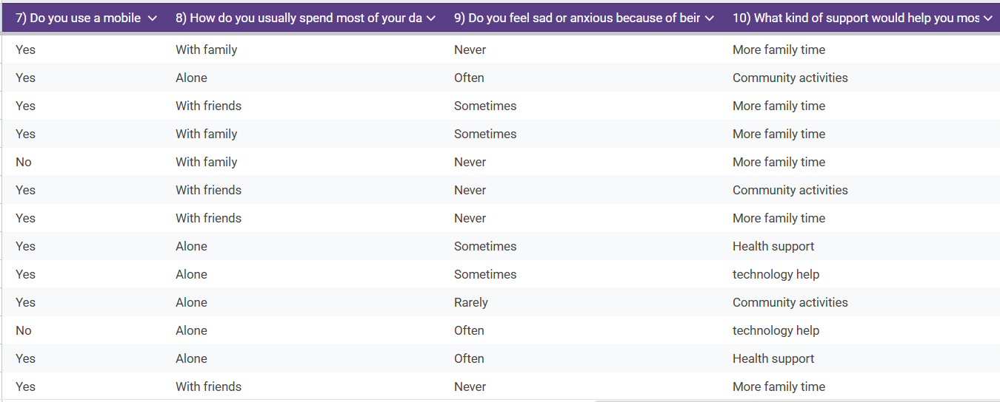 7) Do you use a mobile 8) How do you usually spend most of your da 9) Do you feel sad or anxious because of beir 10) What kind of support would help you mos
Yes With family Never More family time
Yes Alone Often Community activities
Yes With friends Sometimes More family time
Yes With family Sometimes More family time
No With family Never More family time
Yes With friends Never Community activities
Yes With friends Never More family time
Yes Alone Sometimes Health support
Yes Alone Sometimes technology help
Yes Alone Rarely Community activities
No Alone Often technology help
Yes Alone Often Health support
Yes With friends Never More family time